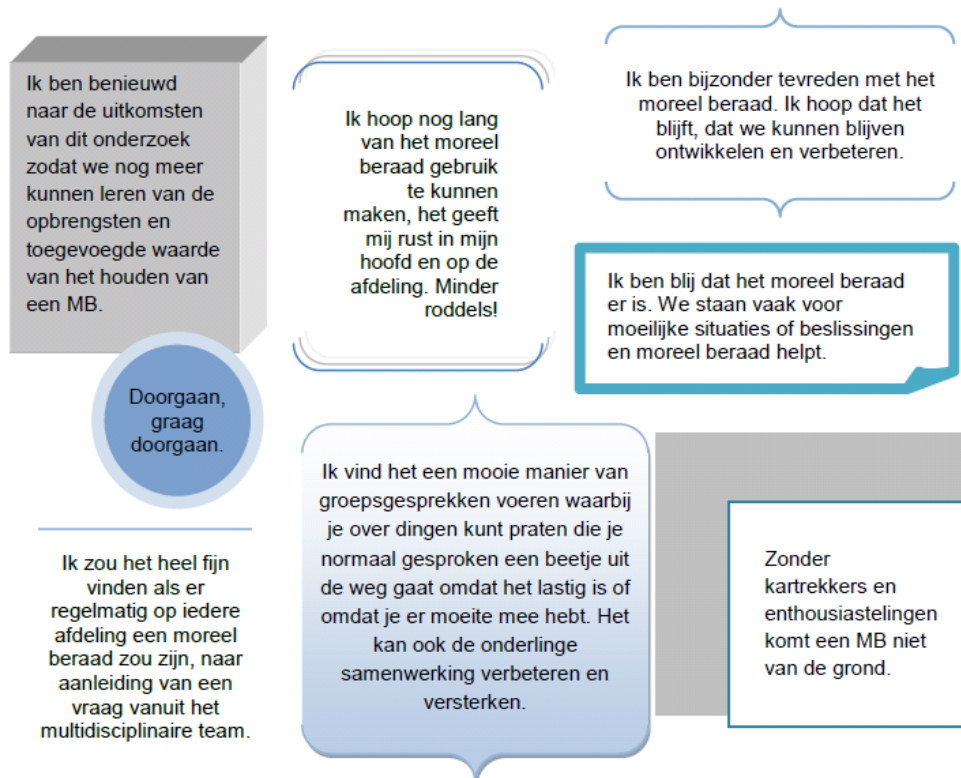 Ik ben benieuwd
naar de uitkomsten
van dit onderzoek
zodat we nog meer
kunnen leren van de
opbrengsten en
toegevoegde waarde
van het houden van
een MB.
Ik hoop nog lang
van het moreel
beraad gebruik
te kunnen
maken, het geeft
mij rust in mijn
hoofd en op de
afdeling. Minder
roddels!
Ik ben bijzonder tevreden met het
moreel beraad. Ik hoop dat het
blijft, dat we kunnen blijven
ontwikkelen en verbeteren.
Ik ben blij dat het moreel beraad
er is. We staan vaak voor
moeilijke situaties of beslissingen
en moreel beraad helpt.
Doorgaan,
graag
doorgaan.
Ik vind het een mooie manier van
groepsgesprekken voeren waarbij
je over dingen kunt praten die je
normaal gesproken een beetje uit
de weg gaat omdat het lastig is of
omdat je er moeite mee hebt. Het
kan ook de onderlinge
samenwerking verbeteren en
versterken.
Zonder
kartrekkers en
enthousiastelingen
komt een MB niet
van de grond.
Ik zou het heel fijn
vinden als er
regelmatig op iedere
afdeling een moreel
beraad zou zijn, naar
aanleiding van een
vraag vanuit het
multidisciplinaire team.